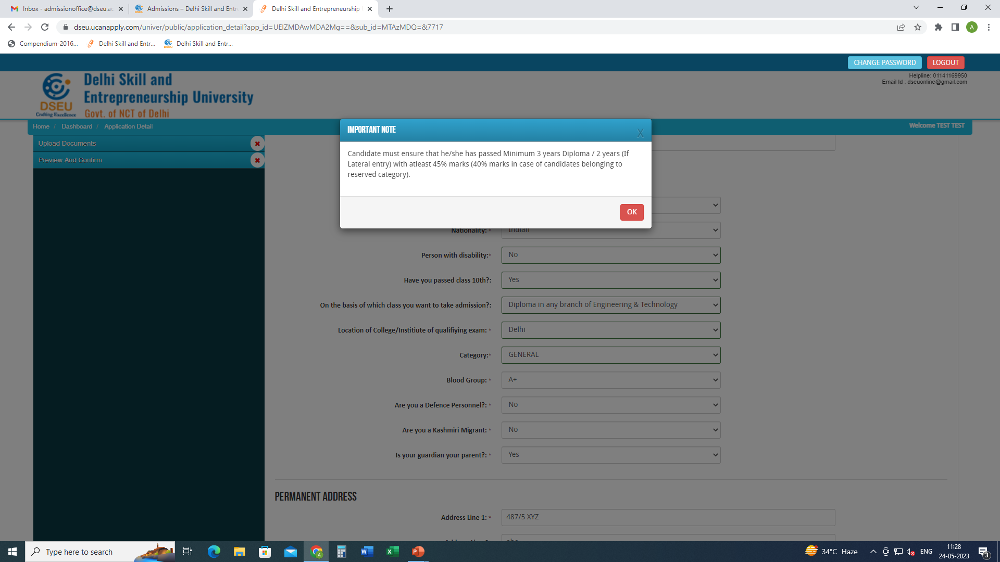 Inbox - admissionoffice@dseu.ac
Admissions – Delhi Skill and Entr
Delhi Skill and Entrepreneurship
dseu.ucanapply.com/univer/public/application_detail?app_id=UEIZMDAwMDA2Mg==&sub_id=MTAzMDQ=&7717
A
Compendium-2016...
Delhi Skill and Entr...
Delhi Skill and Entr...
CHANGE PASSWORD
LOGOUT
Helpline: 01141169950
Email Id : dseuonline@gmail.com
DSEU
Crafting Excellence
Delhi Skill and
Entrepreneurship University
Govt. of NCT of Delhi
Home / Dashboard / Application Detail
Welcome TEST TEST
Upload Documents
Preview And Confirm
IMPORTANT NOTE
X
Candidate must ensure that he/she has passed Minimum 3 years Diploma / 2 years (If
Lateral entry) with atleast 45% marks (40% marks in case of candidates belonging to
reserved category).
OK
Nationality: * Indian
Person with disability:* No
Have you passed class 10th?: Yes
On the basis of which class you want to take admission?: Diploma in any branch of Engineering & Technology
Location of College/Institiute of qualifiying exam: * Delhi
Category:* GENERAL
Blood Group: * A+
Are you a Defence Personnel?: * No
Are you a Kashmiri Migrant: * No
Is your guardian your parent?: * Yes
PERMANENT ADDRESS
Address Line 1: * 487/5 XYZ
Type here to search
34°C Haze
ENG
11:28
24-05-2023
3